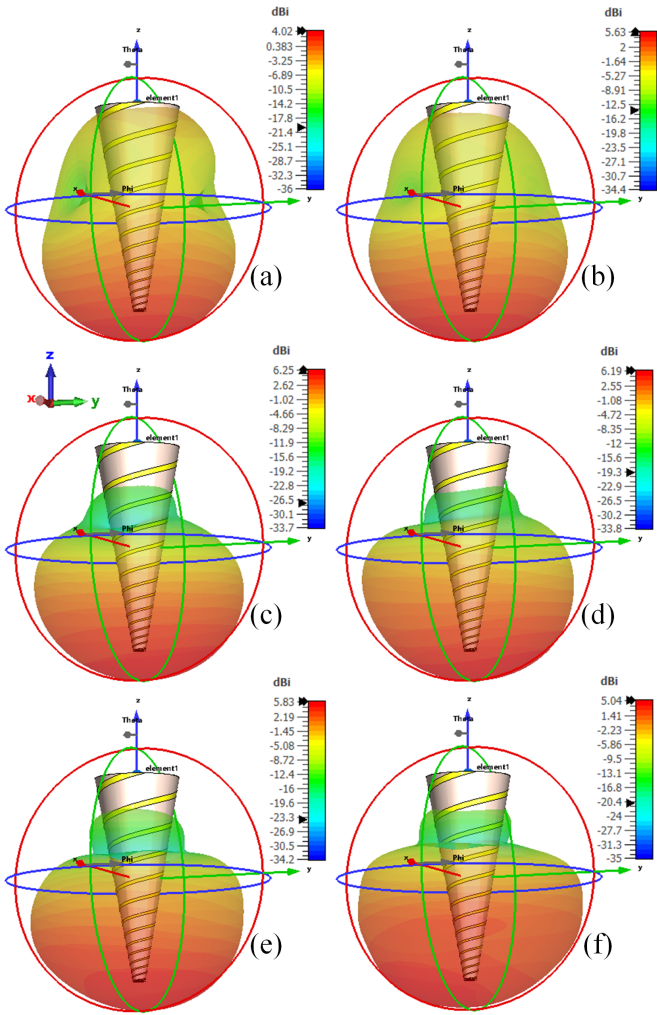 dBi
4.02
0.383
-3.25
-6.89
-10.5
-14.2
-17.8
-21.4
-25.1
-28.7
-32.3
-36
z
Theta
element1
x
Phi
y
(a)
dBi
5.63
2
-1.64
-5.27
-8.91
-12.5
-16.2
-19.8
-23.5
-27.1
-30.7
-34.4
z
Theta
element1
x
Phi
y
(b)
z
x
y
dBi
6.25
2.62
-1.02
-4.66
-8.29
-11.9
-15.6
-19.2
-22.8
-26.5
-30.1
-33.7
z
Theta
element1
x
Phi
y
(c)
dBi
6.19
2.55
-1.08
-4.72
-8.35
-12
-15.6
-19.3
-22.9
-26.5
-30.2
-33.8
z
Theta
element1
x
Phi
y
(d)
dBi
5.83
2.19
-1.45
-5.08
-8.72
-12.4
-16
-19.6
-23.3
-26.9
-30.5
-34.2
z
Theta
element1
x
Phi
y
(e)
dBi
5.04
1.41
-2.23
-5.86
-9.5
-13.1
-16.8
-20.4
-24
-27.7
-31.3
-35
z
Theta
element1
x
Phi
y
(f)